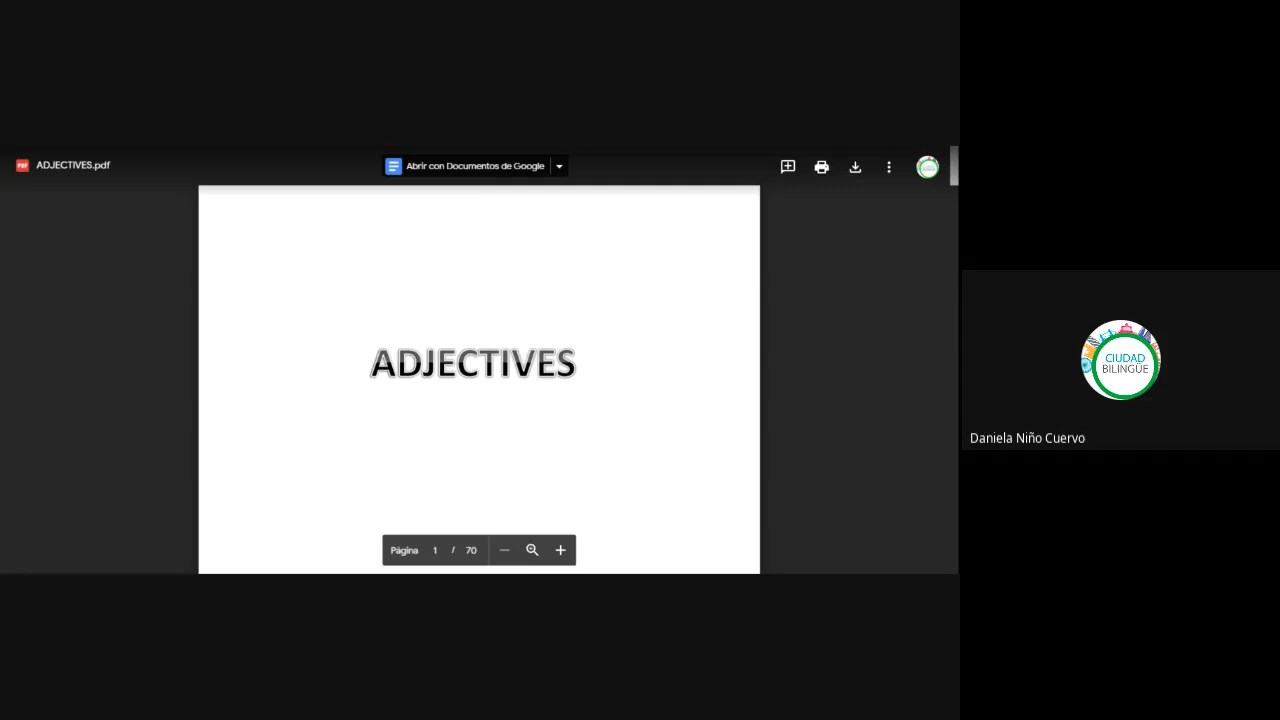 ADJECTIVES.pdf
Abrir con Documentos de Google
ADJECTIVES
Página 1 / 70
CIUDAD
BILINGÜE
Daniela Niño Cuervo